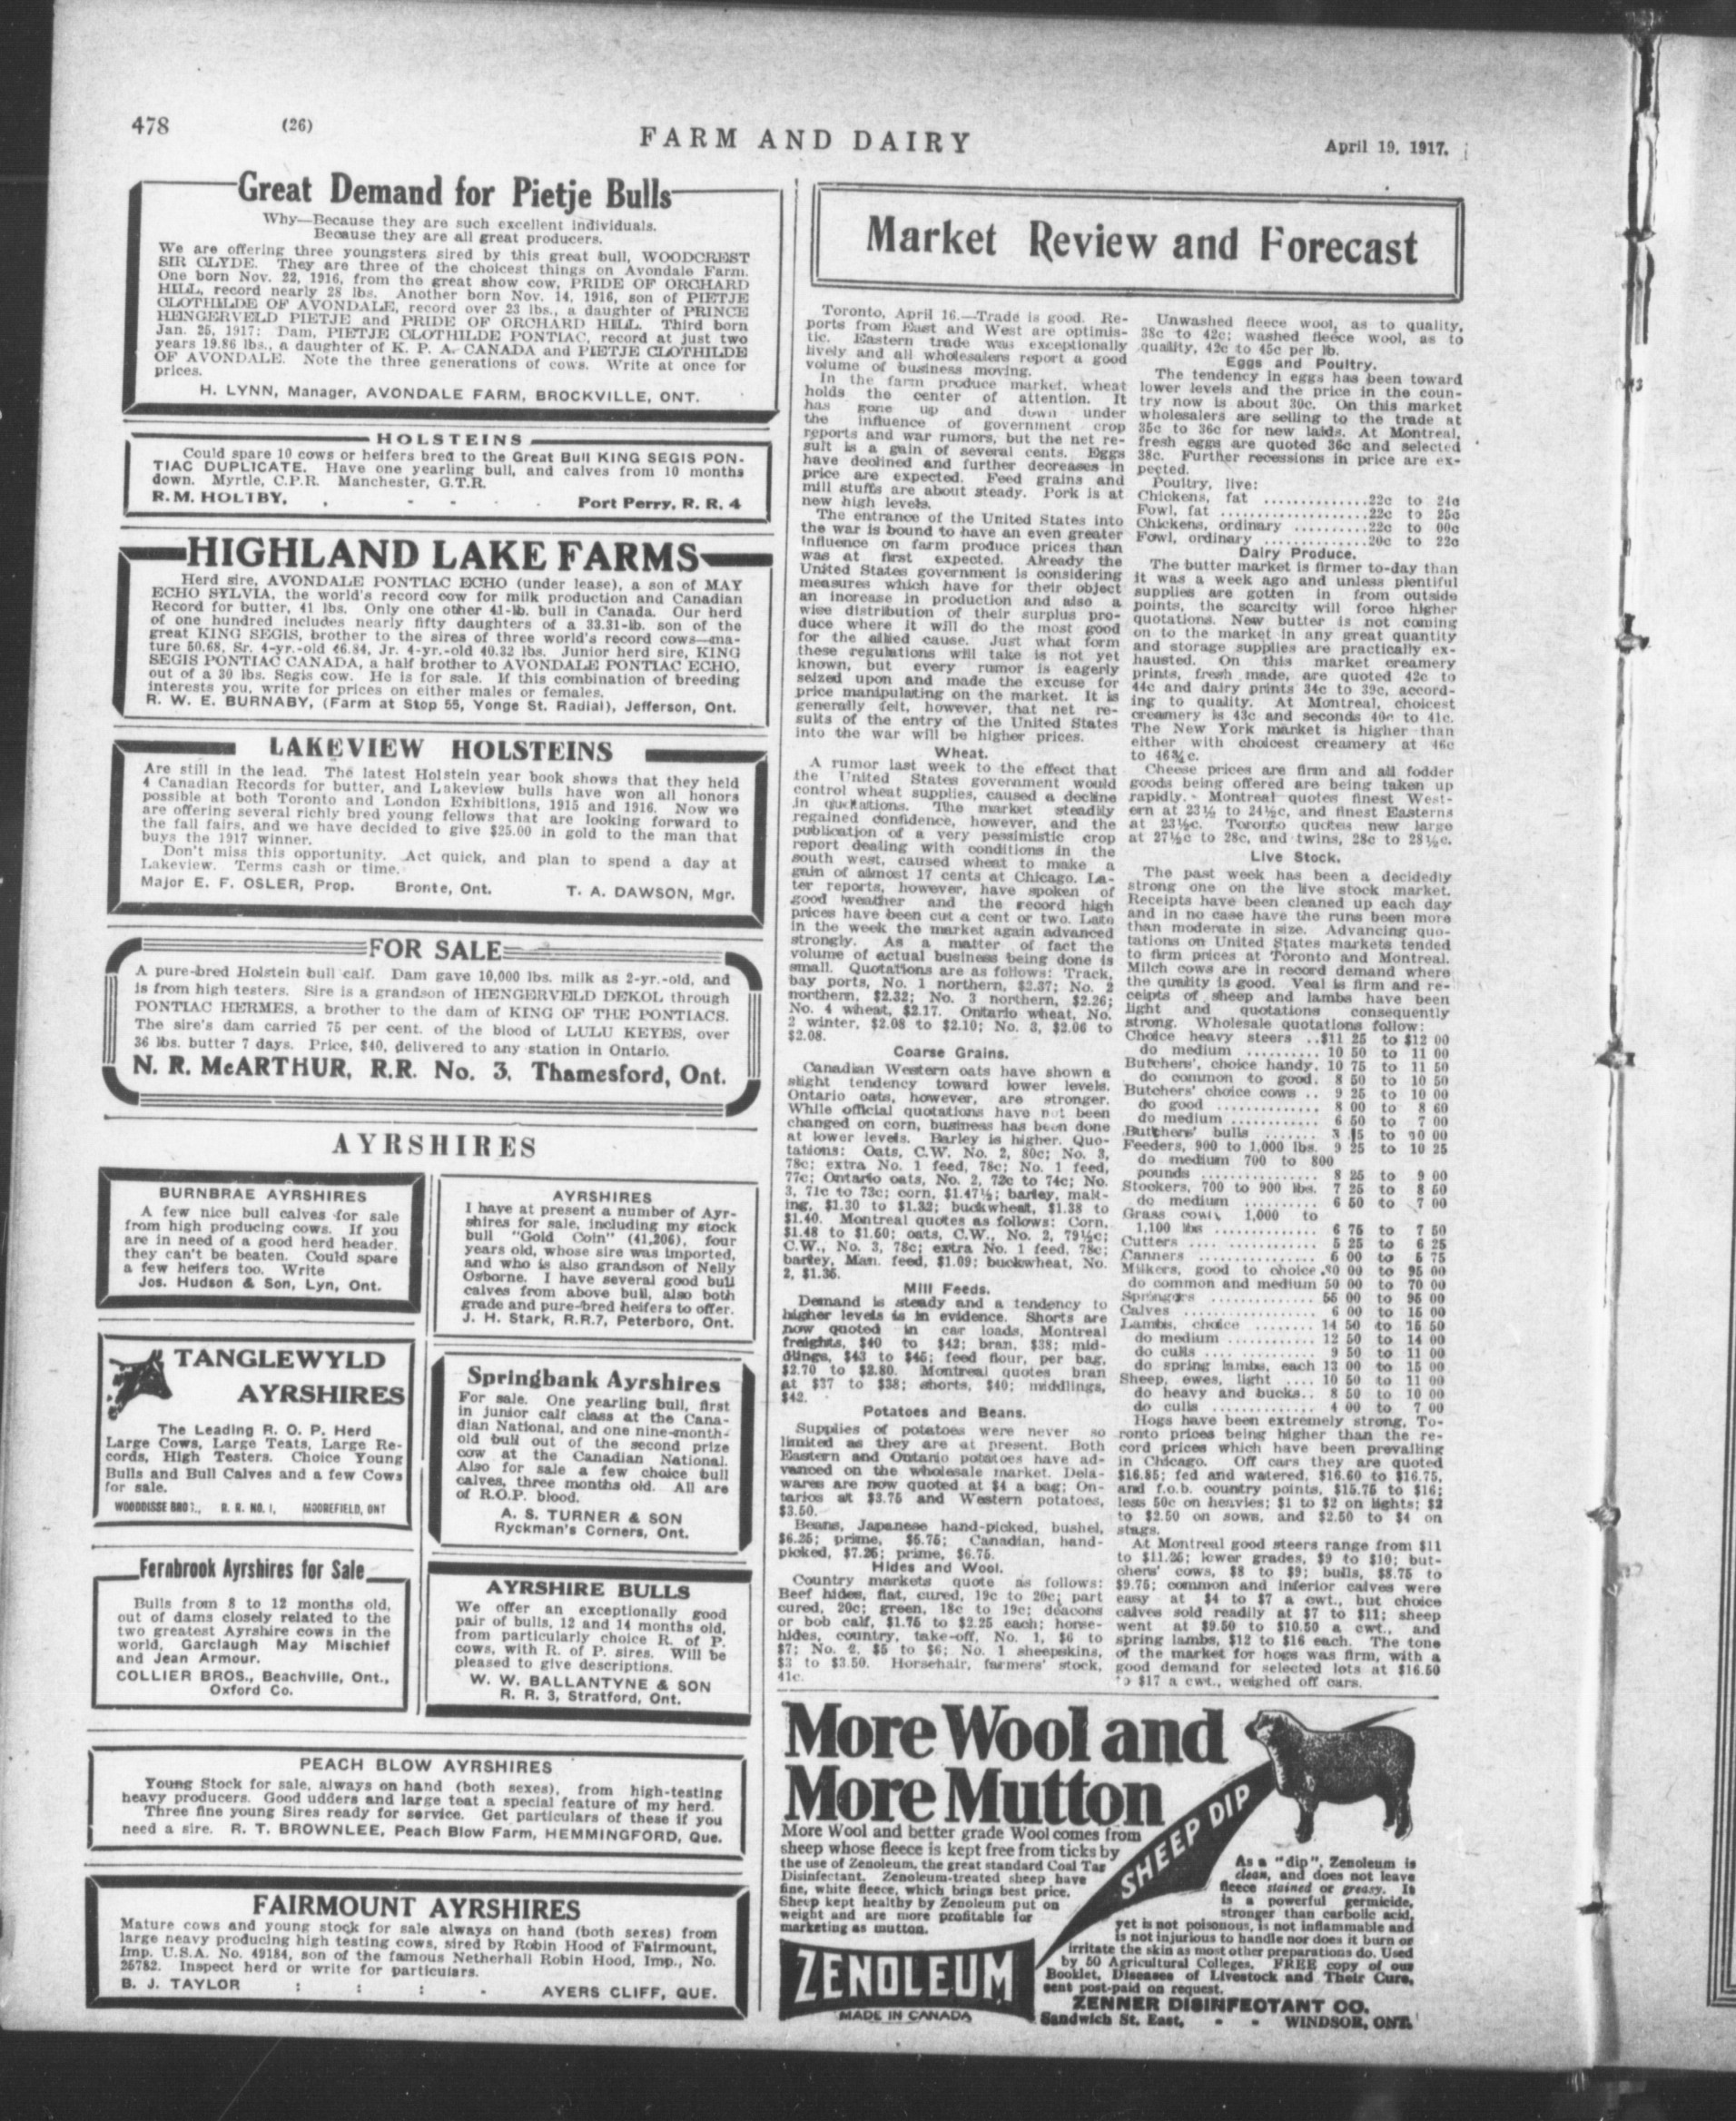 478
(26)
FARM AND DAIRY
April 19, 1917.
Great Demand for Pietje Bulls
Why—Because they are such excellent individuals.
Because they are all great producers.
We are offering three youngsters sired by this great bull, WOODCREST
SIR CLYDE. They are three of the choicest things on Avondale Farm.
One born Nov. 22, 1916, from the great show cow, PRIDE OF ORCHARD
HILL, record nearly 28 lbs. Another born Nov. 14, 1916, son of PIETJE
CLOTHILDE OF AVONDALE, record over 23 lbs., a daughter of PRINCE
HENGERVELD PIETJE and PRIDE OF ORCHARD HILL. Third born
Jan. 25, 1917: Dam, PIETJE CLOTHILDE PONTIAC, record at just two
years 19.86 lbs., a daughter of K. P. A. CANADA and PIETJE CLOTHILDE
OF AVONDALE. Note the three generations of cows. Write at once for
prices.
H. LYNN, Manager, AVONDALE FARM, BROCKVILLE, ONT.
HOLSTEINS
Could spare 10 cows or heifers bred to the Great Bull KING SEGIS PON-
TIAC DUPLICATE. Have one yearling bull, and calves from 10 months
down. Myrtle, C.P.R. Manchester, G.T.R.
R. M. HOLTBY, Port Perry, R. R. 4
HIGHLAND LAKE FARMS
Herd sire, AVONDALE PONTIAC ECHO (under lease), a son of MAY
ECHO SYLVIA, the world's record cow for milk production and Canadian
Record for butter, 41 lbs. Only one other 41-lb. bull in Canada. Our herd
of one hundred includes nearly fifty daughters of a 33.31-lb. son of the
great KING SEGIS, brother to the sires of three world's record cows—ma-
ture 50.68, Sr. 4-yr.-old 46.84, Jr. 4-yr.-old 40.32 lbs. Junior herd sire, KING
SEGIS PONTIAC CANADA, a half brother to AVONDALE PONTIAC ECHO,
out of a 30 lbs. Segis cow. He is for sale. If this combination of breeding
interests you, write for prices on either males or females.
R. W. E. BURNABY, (Farm at Stop 55, Yonge St. Radial), Jefferson, Ont.
LAKEVIEW HOLSTEINS
Are still in the lead. The latest Holstein year book shows that they held
4 Canadian Records for butter, and Lakeview bulls have won all honors
possible at both Toronto and London Exhibitions, 1915 and 1916. Now we
are offering several richly bred young fellows that are looking forward to
the fall fairs, and we have decided to give $25.00 in gold to the man that
buys the 1917 winner.
Don't miss this opportunity. Act quick, and plan to spend a day at
Lakeview. Terms cash or time.
Major E. F. OSLER, Prop. Bronte, Ont. T. A. DAWSON, Mgr.
FOR SALE
A pure-bred Holstein bull calf. Dam gave 10,000 lbs. milk as 2-yr.-old, and
is from high testers. Sire is a grandson of HENGERVELD DEKOL through
PONTIAC HERMES, a brother to the dam of KING OF THE PONTIACS.
The sire's dam carried 75 per cent. of the blood of LULU KEYES, over
36 lbs. butter 7 days. Price, $40, delivered to any station in Ontario.
N. R. McARTHUR, R.R. No. 3, Thamesford, Ont.
AYRSHIRES
BURNBRAE AYRSHIRES
A few nice bull calves for sale
from high producing cows. If you
are in need of a good herd header,
they can't be beaten. Could spare
a few heifers too. Write
Jos. Hudson & Son, Lyn, Ont.
TANGLEWYLD
AYRSHIRES
The Leading R. O. P. Herd
Large Cows, Large Teats, Large Re-
cords, High Testers. Choice Young
Bulls and Bull Calves and a few Cows
for sale.
WOODDISSE BROS., R. R. NO. 1, MOOREFIELD, ONT
Fernbrook Ayrshires for Sale
Bulls from 8 to 12 months old,
out of dams closely related to the
two greatest Ayrshire cows in the
world, Garclaugh May Mischief
and Jean Armour.
COLLIER BROS., Beachville, Ont.,
Oxford Co.
AYRSHIRES
I have at present a number of Ayr-
shires for sale, including my stock
bull "Gold Coin" (41,206), four
years old, whose sire was imported,
and who is also grandson of Nelly
Osborne. I have several good bull
calves from above bull, also both
grade and pure-bred heifers to offer.
J. H. Stark, R.R.7, Peterboro, Ont.
Springbank Ayrshires
For sale. One yearling bull, first
in junior calf class at the Cana-
dian National, and one nine-month-
old bull out of the second prize
cow at the Canadian National.
Also for sale a few choice bull
calves, three months old. All are
of R.O.P. blood.
A. S. TURNER & SON
Ryckman's Corners, Ont.
AYRSHIRE BULLS
We offer an exceptionally good
pair of bulls, 12 and 14 months old,
from particularly choice R. of P.
cows, with R. of P. sires. Will be
pleased to give descriptions.
W. W. BALLANTYNE & SON
R. R. 3, Stratford, Ont.
PEACH BLOW AYRSHIRES
Young Stock for sale, always on hand (both sexes), from high-testing
heavy producers. Good udders and large teat a special feature of my herd.
Three fine young Sires ready for service. Get particulars of these if you
need a sire. R. T. BROWNLEE, Peach Blow Farm, HEMMINGFORD, Que.
FAIRMOUNT AYRSHIRES
Mature cows and young stock for sale always on hand (both sexes) from
large neavy producing high testing cows, sired by Robin Hood of Fairmount,
Imp. U.S.A. No. 49184, son of the famous Netherhall Robin Hood, Imp., No.
26782. Inspect herd or write for particulars.
B. J. TAYLOR : : : - AYERS CLIFF, QUE.
Market Review and Forecast
Toronto, April 16.—Trade is good. Re-
ports from East and West are optimis-
tic. Eastern trade was exceptionally
lively and all wholesalers report a good
volume of business moving.
In the farm produce market, wheat
holds the center of attention. It
has gone up and down under
the influence of government crop
reports and war rumors, but the net re-
sult is a gain of several cents. Eggs
have declined and further decreases in
price are expected. Feed grains and
mill stuffs are about steady. Pork is at
new high levels.
The entrance of the United States into
the war is bound to have an even greater
influence on farm produce prices than
was at first expected. Already the
United States government is considering
measures which have for their object
an increase in production and also a
wise distribution of their surplus pro-
duce where it will do the most good
for the allied cause. Just what form
these regulations will take is not yet
known, but every rumor is eagerly
seized upon and made the excuse for
price manipulating on the market. It is
generally felt, however, that net re-
sults of the entry of the United States
into the war will be higher prices.
Wheat.
A rumor last week to the effect that
the United States government would
control wheat supplies, caused a decline
in quotations. The market steadily
regained confidence, however, and the
publication of a very pessimistic crop
report dealing with conditions in the
south west, caused wheat to make a
gain of almost 17 cents at Chicago. La-
ter reports, however, have spoken of
good weather and the record high
prices have been cut a cent or two. Late
in the week the market again advanced
strongly. As a matter of fact the
volume of actual business being done is
small. Quotations are as follows: Track,
bay ports, No. 1 northern, $2.37; No. 2
northern, $2.32; No. 3 northern, $2.26;
No. 4 wheat, $2.17. Ontario wheat, No.
2 winter, $2.08 to $2.10; No. 3, $2.06 to
$2.08.
Coarse Grains.
Canadian Western oats have shown a
slight tendency toward lower levels.
Ontario oats, however, are stronger.
While official quotations have not been
changed on corn, business has been done
at lower levels. Barley is higher. Quo-
tations: Oats, C.W. No. 2, 80c; No. 3,
78c; extra No. 1 feed, 78c; No. 1 feed,
77c; Ontario oats, No. 2, 72c to 74c; No.
3, 71c to 73c; corn, $1.47½; barley, malt-
ing, $1.30 to $1.32; buckwheat, $1.38 to
$1.40. Montreal quotes as follows: Corn,
$1.48 to $1.50; oats, C.W., No. 2, 79½c;
C.W., No. 3, 78c; extra No. 1 feed, 78c;
barley, Man. feed, $1.09; buckwheat, No.
2, $1.35.
Mill Feeds.
Demand is steady and a tendency to
higher levels is in evidence. Shorts are
now quoted in car loads, Montreal
freights, $40 to $42; bran, $38; mid-
dlings, $43 to $45; feed flour, per bag,
$2.70 to $2.80. Montreal quotes bran
at $37 to $38; shorts, $40; middlings,
$42.
Potatoes and Beans.
Supplies of potatoes were never so
limited as they are at present. Both
Eastern and Ontario potatoes have ad-
vanced on the wholesale market. Dela-
wares are now quoted at $4 a bag; On-
tarios at $3.75 and Western potatoes,
$3.50.
Beans, Japanese hand-picked, bushel,
$6.25; prime, $5.75; Canadian, hand-
picked, $7.25; prime, $6.75.
Hides and Wool.
Country markets quote as follows:
Beef hides, flat, cured, 19c to 20c; part
cured, 20c; green, 18c to 19c; deacons
or bob calf, $1.75 to $2.25 each; horse-
hides, country, take-off, No. 1, $6 to
$7; No. 2, $5 to $6; No. 1 sheepskins,
$3 to $3.50. Horsehair, farmers' stock,
41c.
Unwashed fleece wool, as to quality,
38c to 42c; washed fleece wool, as to
quality, 42c to 45c per lb.
Eggs and Poultry.
The tendency in eggs has been toward
lower levels and the price in the coun-
try now is about 30c. On this market
wholesalers are selling to the trade at
35c to 36c for new laids. At Montreal,
fresh eggs are quoted 36c and selected
38c. Further recessions in price are ex-
pected.
Poultry, live:
Chickens, fat ..............22c to 24c
Fowl, fat ..................22c to 25c
Chickens, ordinary ..........22c to 00c
Fowl, ordinary ..............20c to 22c
Dairy Produce.
The butter market is firmer to-day than
it was a week ago and unless plentiful
supplies are gotten in from outside
points, the scarcity will force higher
quotations. New butter is not coming
on to the market in any great quantity
and storage supplies are practically ex-
hausted. On this market creamery
prints, fresh made, are quoted 42c to
44c and dairy prints 34c to 39c, accord-
ing to quality. At Montreal, choicest
creamery is 43c and seconds 40c to 41c.
The New York market is higher than
either with choicest creamery at 46c
to 46¾c.
Cheese prices are firm and all fodder
goods being offered are being taken up
rapidly. Montreal quotes finest West-
ern at 23½ to 24½c, and finest Easterns
at 23½c. Toronto quotes new large
at 27½c to 28c, and twins, 28c to 28½c.
Live Stock.
The past week has been a decidedly
strong one on the live stock market.
Receipts have been cleaned up each day
and in no case have the runs been more
than moderate in size. Advancing quo-
tations on United States markets tended
to firm prices at Toronto and Montreal.
Milch cows are in record demand where
the quality is good. Veal is firm and re-
ceipts of sheep and lambs have been
light and quotations consequently
strong. Wholesale quotations follow:
Choice heavy steers ..$11 25 to $12 00
do medium .......... 10 50 to 11 00
Butchers', choice handy. 10 75 to 11 50
do common to good. 8 50 to 10 50
Butchers' choice cows .. 9 25 to 10 00
do good .............. 8 00 to 8 60
do medium ............ 6 50 to 7 00
Butchers' bulls ....... to 10 00
Feeders, 900 to 1,000 lbs. 9 25 to 10 25
do medium 700 to 800
pounds ............... 8 25 to 9 00
Stockers, 700 to 900 lbs. 7 25 to 8 50
do medium .......... 6 50 to 7 00
Grass cows, 1,000 to
1,100 lbs ............. 6 75 to 7 50
Cutters ................ 5 25 to 6 25
Canners ................ 5 00 to 5 75
Milkers, good to choice .80 00 to 95 00
do common and medium 50 00 to 70 00
Springers .............. 55 00 to 95 00
Calves ................. 6 00 to 15 00
Lambs, choice ........ 14 50 to 15 50
do medium ............ 12 50 to 14 00
do culls ............... 9 50 to 11 00
do spring lambs, each 13 00 to 15 00
Sheep, ewes, light .... 10 50 to 11 00
do heavy and bucks.. 8 50 to 10 00
do culls .............. 4 00 to 7 00
Hogs have been extremely strong, To-
ronto prices being higher than the re-
cord prices which have been prevailing
in Chicago. Off cars they are quoted
$16.85; fed and watered, $16.60 to $16.75,
and f.o.b. country points, $15.75 to $16;
less 50c on heavies; $1 to $2 on lights; $2
to $2.50 on sows, and $2.50 to $4 on
stags.
At Montreal good steers range from $11
to $11.25; lower grades, $9 to $10; but-
chers' cows, $8 to $9; bulls, $8.75 to
$9.75; common and inferior calves were
easy at $4 to $7 a cwt., but choice
calves sold readily at $7 to $11; sheep
went at $9.50 to $10.50 a cwt., and
spring lambs, $12 to $16 each. The tone
of the market for hogs was firm, with a
good demand for selected lots at $16.50
to $17 a cwt., weighed off cars.
More Wool and
More Mutton
More Wool and better grade Wool comes from
sheep whose fleece is kept free from ticks by
the use of Zenoleum, the great standard Coal Tar
Disinfectant. Zenoleum-treated sheep have
fine, white fleece, which brings best price.
Sheep kept healthy by Zenoleum put on
weight and are more profitable for
marketing as mutton.
SHEEP DIP
ZENOLEUM
MADE IN CANADA
As a "dip", Zenoleum is
clean, and does not leave
fleece stained or greasy. It
is a powerful germicide,
stronger than carbolic acid,
yet is not poisonous, is not inflammable and
is not injurious to handle nor does it burn or
irritate the skin as most other preparations do. Used
by 50 Agricultural Colleges. FREE copy of our
Booklet, Diseases of Livestock and Their Cure,
sent post-paid on request.
ZENNER DISINFECTANT CO.
Sandwich St. East, - - WINDSOR, ONT.